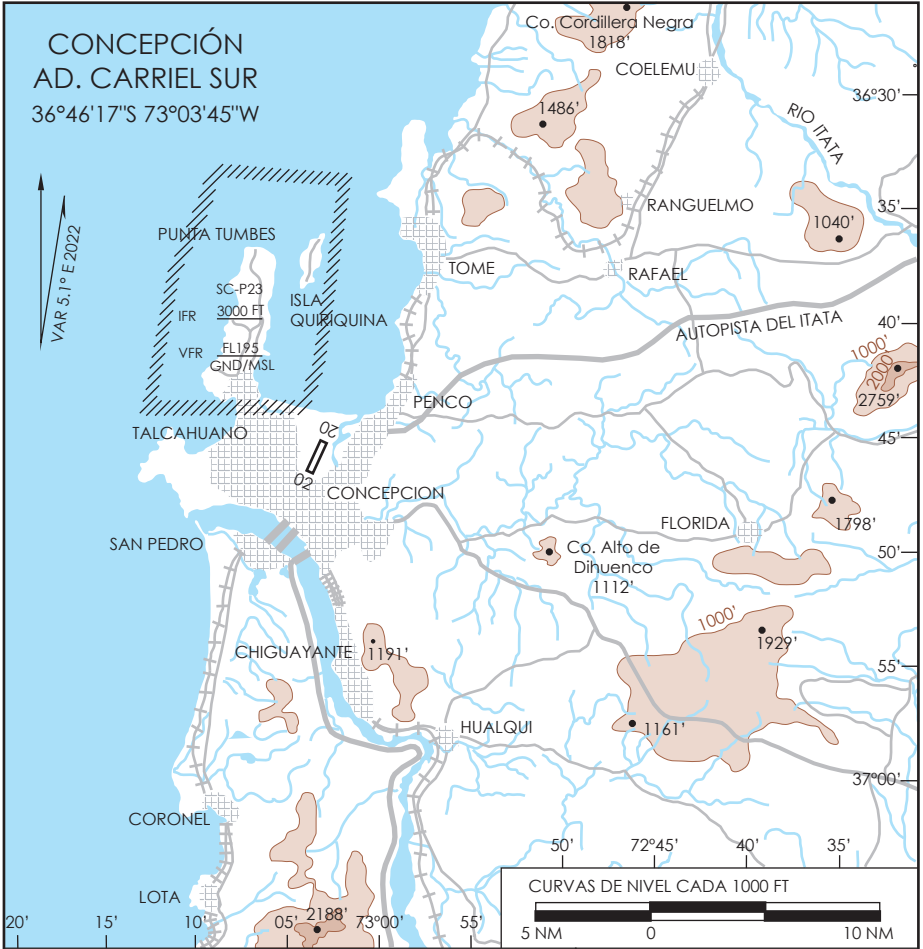 CONCEPCIÓN
AD. CARRIEL SUR
36°46'17"S 73°03'45"W
Co. Cordillera Negra
1818'
COELEMU
36°30'
1486'
RIO ITATA
VAR 5.1° E 2022
RANGUELMO
35'
1040'
PUNTA TUMBES
TOME
RAFAEL
SC-P23
IFR
3000 FT
ISLA
QUIRIQUINA
AUTOPISTA DEL ITATA
40'
VFR
FL195
GND/MSL
1000'
2000
2759'
PENCO
TALCAHUANO
20
02
45'
CONCEPCION
FLORIDA
1798'
SAN PEDRO
Co. Alto de
Dihuenco
1112'
50'
1000'
1929'
CHIGUAYANTE
1191'
55'
HUALQUI
1161'
37°00'
CORONEL
50'
72°45'
40'
35'
LOTA
CURVAS DE NIVEL CADA 1000 FT
5 NM
0
10 NM
20'
15'
10'
05'
2188'
73°00'
55'